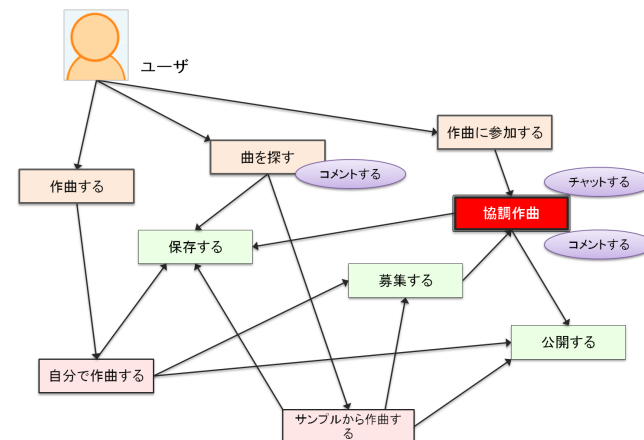 ユーザ
作曲に参加する
曲を探す
コメントする
チャットする
作曲する
協調作曲
保存する
コメントする
募集する
公開する
自分で作曲する
サンプルから作曲す
る